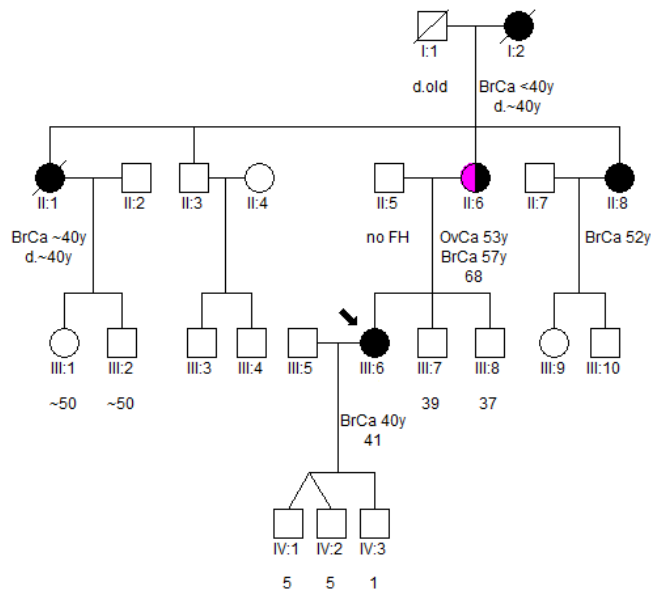 I:1 I:2
d.old BrCa <40y
d.~40y
II:1 II:2 II:3 II:4 II:5 II:6 II:7 II:8
BrCa ~40y
d.~40y
no FH
OvCa 53y
BrCa 57y
68
BrCa 52y
III:1 III:2 III:3 III:4 III:5 III:6 III:7 III:8 III:9 III:10
~50 ~50 39 37
BrCa 40y
41
IV:1 IV:2 IV:3
5 5 1